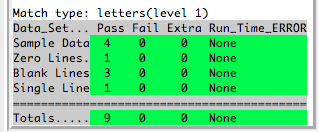 Match type: letters(level 1)
Data_Set... Pass Fail Extra Run_Time_ERROR
Sample Data 4 0 0 None
Zero Lines. 1 0 0 None
Blank Lines 3 0 0 None
Single Line 1 0 0 None
==========================================
Totals..... 9 0 0 None